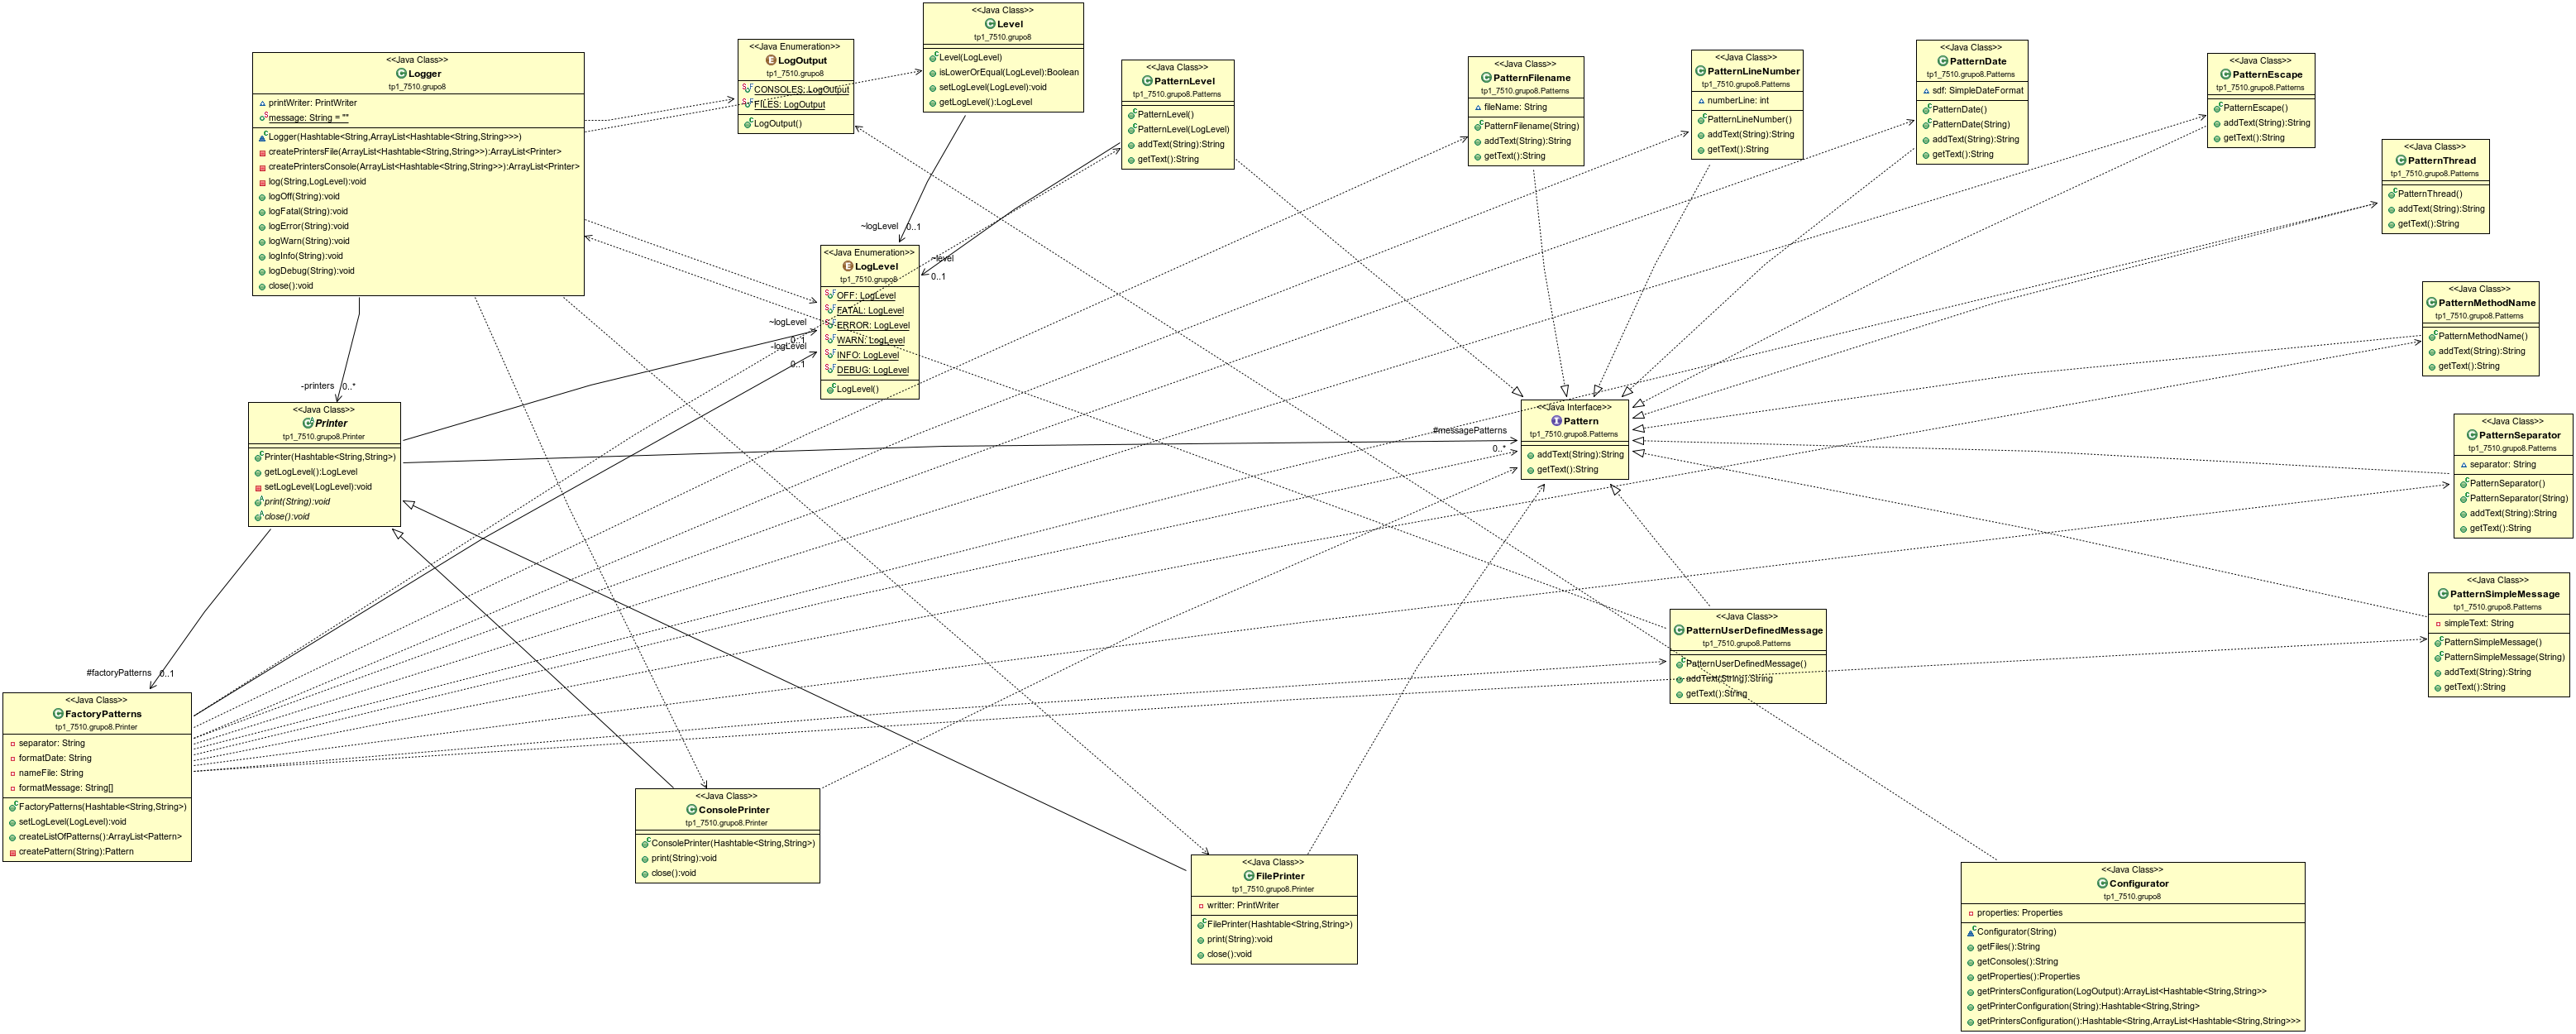 <<Java Class>>
Level
tp1_7510.grupo8
Level(LogLevel)
isLowerOrEqual(LogLevel):Boolean
setLogLevel(LogLevel):void
getLogLevel():LogLevel
<<Java Enumeration>>
LogOutput
tp1_7510.grupo8
CONSOLES: LogOutput
FILES: LogOutput
LogOutput()
<<Java Class>>
Logger
tp1_7510.grupo8
printWriter: PrintWriter
message: String = ""
Logger(Hashtable<String,ArrayList<Hashtable<String,String>>>)
createPrintersFile(ArrayList<Hashtable<String,String>>):ArrayList<Printer>
createPrintersConsole(ArrayList<Hashtable<String,String>>):ArrayList<Printer>
log(String,LogLevel):void
logOff(String):void
logFatal(String):void
logError(String):void
logWarn(String):void
logInfo(String):void
logDebug(String):void
close():void
<<Java Class>>
PatternLevel
tp1_7510.grupo8.Patterns
PatternLevel()
PatternLevel(LogLevel)
addText(String):String
getText():String
<<Java Class>>
PatternFilename
tp1_7510.grupo8.Patterns
fileName: String
PatternFilename(String)
addText(String):String
getText():String
<<Java Class>>
PatternLineNumber
tp1_7510.grupo8.Patterns
numberLine: int
PatternLineNumber()
addText(String):String
getText():String
<<Java Class>>
PatternDate
tp1_7510.grupo8.Patterns
sdf: SimpleDateFormat
PatternDate()
PatternDate(String)
addText(String):String
getText():String
<<Java Class>>
PatternEscape
tp1_7510.grupo8.Patterns
PatternEscape()
addText(String):String
getText():String
<<Java Class>>
PatternThread
tp1_7510.grupo8.Patterns
PatternThread()
addText(String):String
getText():String
~logLevel 0..1
~level
0..1
<<Java Enumeration>>
LogLevel
tp1_7510.grupo8
OFF: LogLevel
FATAL: LogLevel
ERROR: LogLevel
WARN: LogLevel
INFO: LogLevel
DEBUG: LogLevel
LogLevel()
~logLevel
0..1
-logLevel
0..1
<<Java Class>>
PatternMethodName
tp1_7510.grupo8.Patterns
PatternMethodName()
addText(String):String
getText():String
-printers 0..*
<<Java Class>>
Printer
tp1_7510.grupo8.Printer
Printer(Hashtable<String,String>)
getLogLevel():LogLevel
setLogLevel(LogLevel):void
print(String):void
close():void
#messagePatterns
0..*
<<Java Interface>>
Pattern
tp1_7510.grupo8.Patterns
addText(String):String
getText():String
<<Java Class>>
PatternSeparator
tp1_7510.grupo8.Patterns
separator: String
PatternSeparator()
PatternSeparator(String)
addText(String):String
getText():String
<<Java Class>>
PatternSimpleMessage
tp1_7510.grupo8.Patterns
simpleText: String
PatternSimpleMessage()
PatternSimpleMessage(String)
addText(String):String
getText():String
<<Java Class>>
PatternUserDefinedMessage
tp1_7510.grupo8.Patterns
PatternUserDefinedMessage()
addText(String):String
getText():String
#factoryPatterns 0..1
<<Java Class>>
FactoryPatterns
tp1_7510.grupo8.Printer
separator: String
formatDate: String
nameFile: String
formatMessage: String[]
FactoryPatterns(Hashtable<String,String>)
setLogLevel(LogLevel):void
createListOfPatterns():ArrayList<Pattern>
createPattern(String):Pattern
<<Java Class>>
ConsolePrinter
tp1_7510.grupo8.Printer
ConsolePrinter(Hashtable<String,String>)
print(String):void
close():void
<<Java Class>>
FilePrinter
tp1_7510.grupo8.Printer
writter: PrintWriter
FilePrinter(Hashtable<String,String>)
print(String):void
close():void
<<Java Class>>
Configurator
tp1_7510.grupo8
properties: Properties
Configurator(String)
getFiles():String
getConsoles():String
getProperties():Properties
getPrintersConfiguration(LogOutput):ArrayList<Hashtable<String,String>>
getPrinterConfiguration(String):Hashtable<String,String>
getPrintersConfiguration():Hashtable<String,ArrayList<Hashtable<String,String>>>